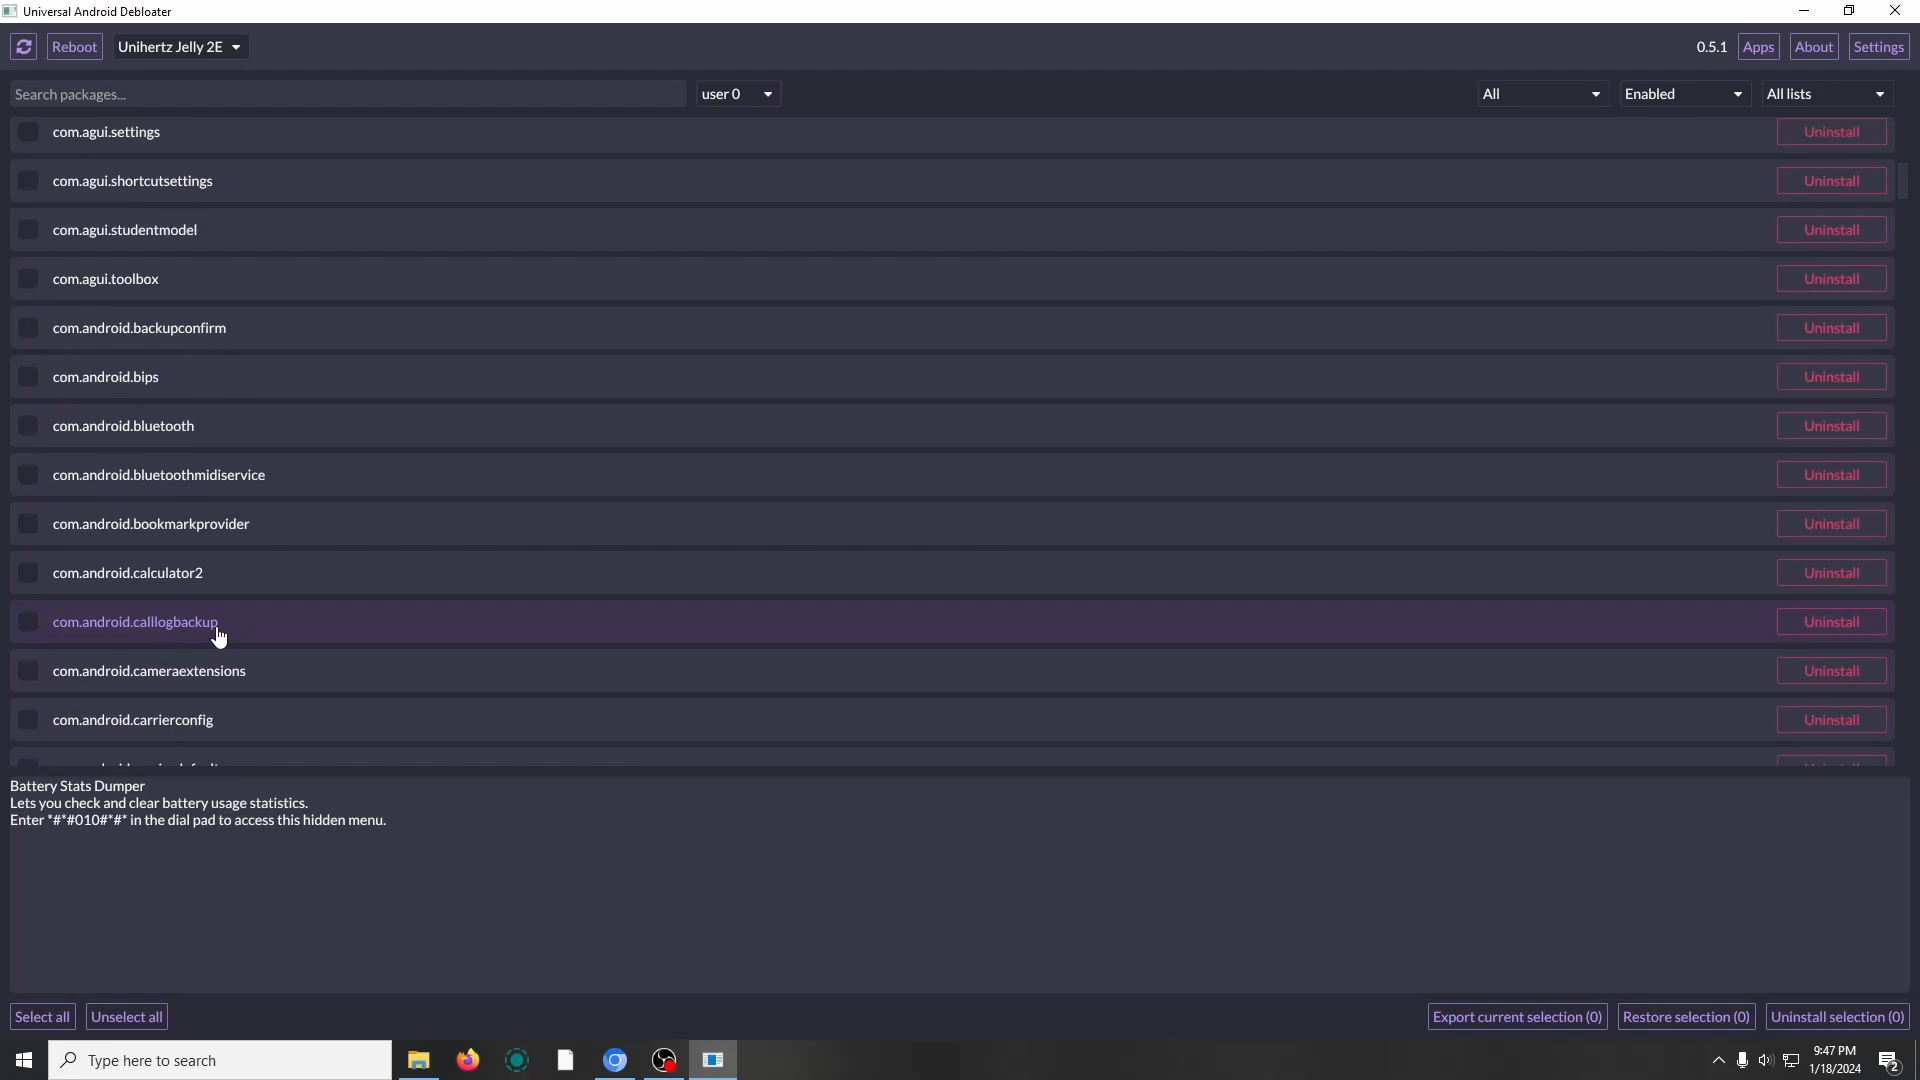 Universal Android Debloater
Reboot
Unihertz Jelly 2E
0.5.1
Apps
About
Settings
Search packages...
user 0
All
Enabled
All lists
com.agui.settings
Uninstall
com.agui.shortcutsettings
Uninstall
com.agui.studentmodel
Uninstall
com.agui.toolbox
Uninstall
com.android.backupconfirm
Uninstall
com.android.bips
Uninstall
com.android.bluetooth
Uninstall
com.android.bluetoothmidiservice
Uninstall
com.android.bookmarkprovider
Uninstall
com.android.calculator2
Uninstall
com.android.calllogbackup
Uninstall
com.android.cameraextensions
Uninstall
com.android.carrierconfig
Uninstall
Battery Stats Dumper
Lets you check and clear battery usage statistics.
Enter *#*#010#*#* in the dial pad to access this hidden menu.
Select all
Unselect all
Export current selection (0)
Restore selection (0)
Uninstall selection (0)
Type here to search
9:47 PM
1/18/2024
2